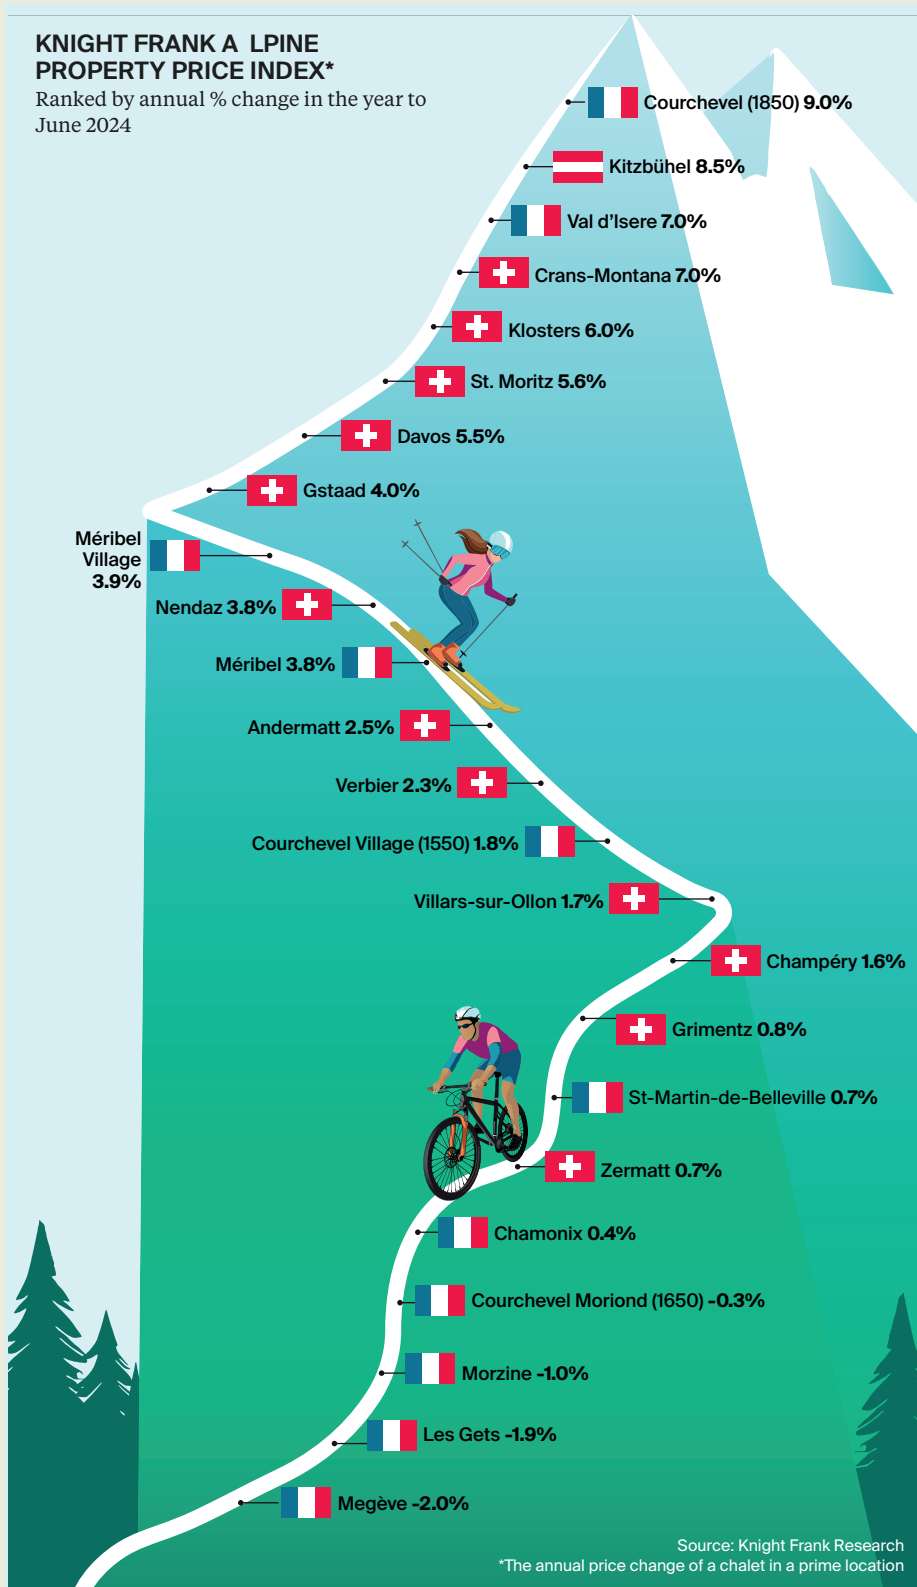 KNIGHT FRANK A LPINE
PROPERTY PRICE INDEX*
Ranked by annual % change in the year to
June 2024
Courchevel (1850) 9.0%
Kitzbühel 8.5%
Val d'Isere 7.0%
Crans-Montana 7.0%
Klosters 6.0%
St. Moritz 5.6%
Davos 5.5%
Gstaad 4.0%
Méribel
Village
3.9%
Nendaz 3.8%
Méribel 3.8%
Andermatt 2.5%
Verbier 2.3%
Courchevel Village (1550) 1.8%
Villars-sur-Ollon 1.7%
Champéry 1.6%
Grimentz 0.8%
St-Martin-de-Belleville 0.7%
Zermatt 0.7%
Chamonix 0.4%
Courchevel Moriond (1650) -0.3%
Morzine -1.0%
Les Gets -1.9%
Megève -2.0%
Source: Knight Frank Research
*The annual price change of a chalet in a prime location